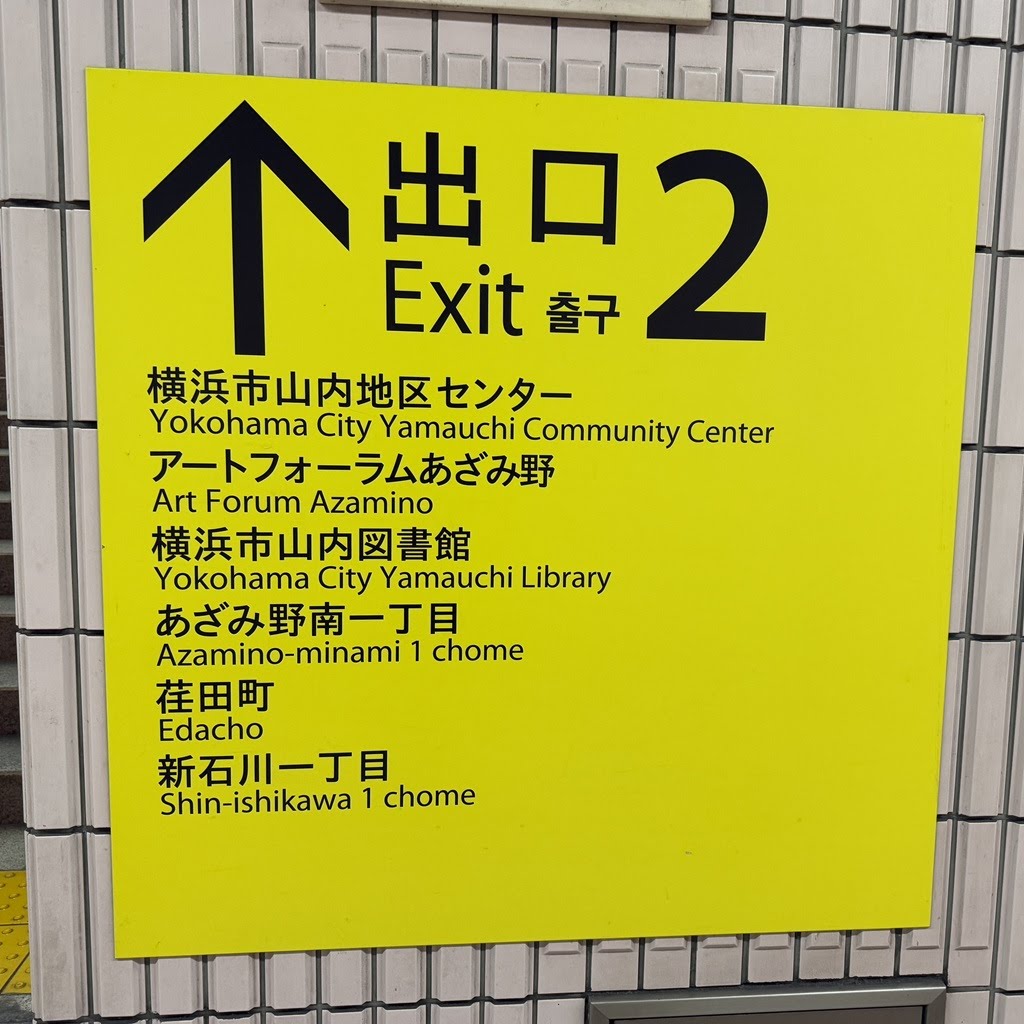 出口 2
Exit 출구
横浜市山内地区センター
Yokohama City Yamauchi Community Center
アートフォーラムあざみ野
Art Forum Azamino
横浜市山内図書館
Yokohama City Yamauchi Library
あざみ野南一丁目
Azamino-minami 1 chome
荏田町
Edacho
新石川一丁目
Shin-ishikawa 1 chome